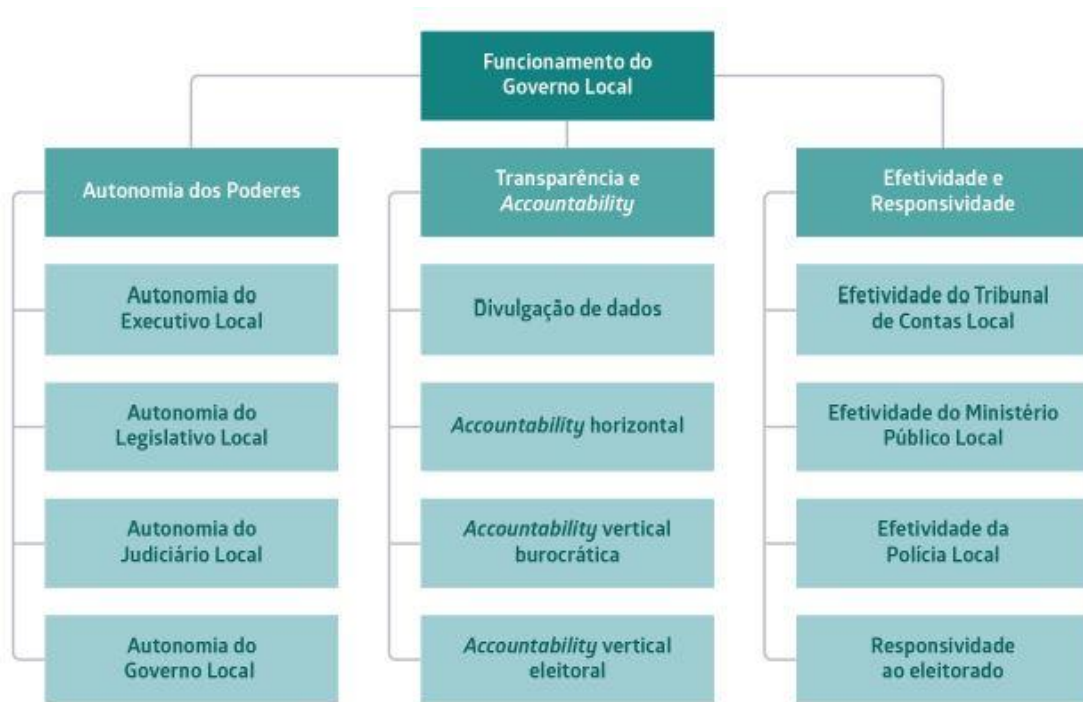 Funcionamento do
Governo Local
Autonomia dos Poderes
Autonomia do
Executivo Local
Autonomia do
Legislativo Local
Autonomia do
Judiciário Local
Autonomia do
Governo Local
Transparência e
Accountability
Divulgação de dados
Accountability horizontal
Accountability vertical
burocrática
Accountability vertical
eleitoral
Efetividade e
Responsividade
Efetividade do Tribunal
de Contas Local
Efetividade do Ministério
Público Local
Efetividade da
Polícia Local
Responsividade
ao eleitorado